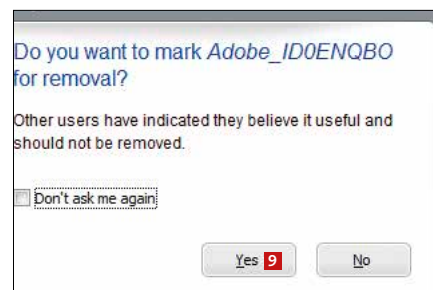 Do you want to mark Adobe_ID0ENQBO
for removal?
Other users have indicated they believe it useful and
should not be removed.
Don't ask me again
Yes 9 No